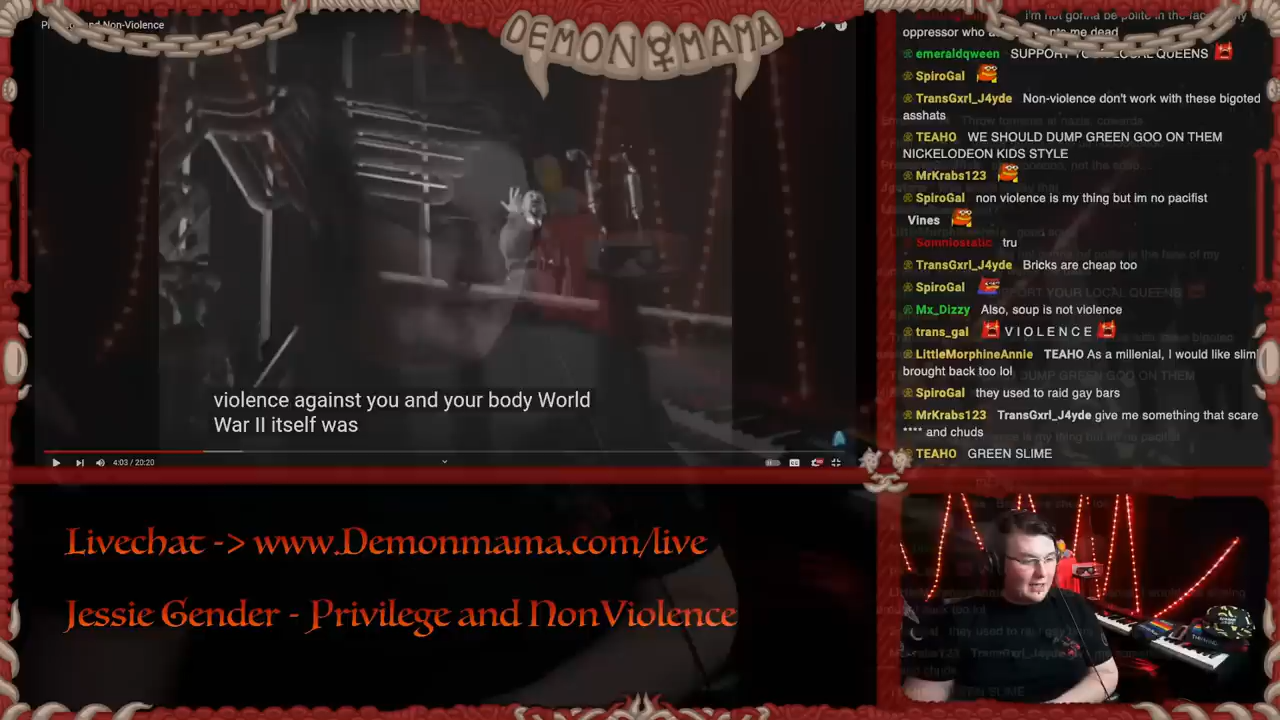 Privilege and Non-Violence
DEMON MAMA
oppressor who
me dead
emeraldqween SUPPORT YOUR LOCAL QUEENS
SpiroGal
TransGxrl_J4yde Non-violence don't work with these bigoted
asshats
TEAHO WE SHOULD DUMP GREEN GOO ON THEM
NICKELODEON KIDS STYLE
MrKrabs123
SpiroGal non violence is my thing but im no pacifist
Vines
Somniostatic tru
TransGxrl_J4yde Bricks are cheap too
SpiroGal
Mx_Dizzy Also, soup is not violence
trans_gal V I O L E N C E
LittleMorphineAnnie TEAHO As a millenial, I would like slim
brought back too lol
SpiroGal they used to raid gay bars
MrKrabs123 TransGxrl_J4yde give me something that scare
**** and chuds
TEAHO GREEN SLIME
violence against you and your body World
War II itself was
4:03 / 20:20
Livechat -> www.Demonmama.com/live
Jessie Gender - Privilege and NonViolence